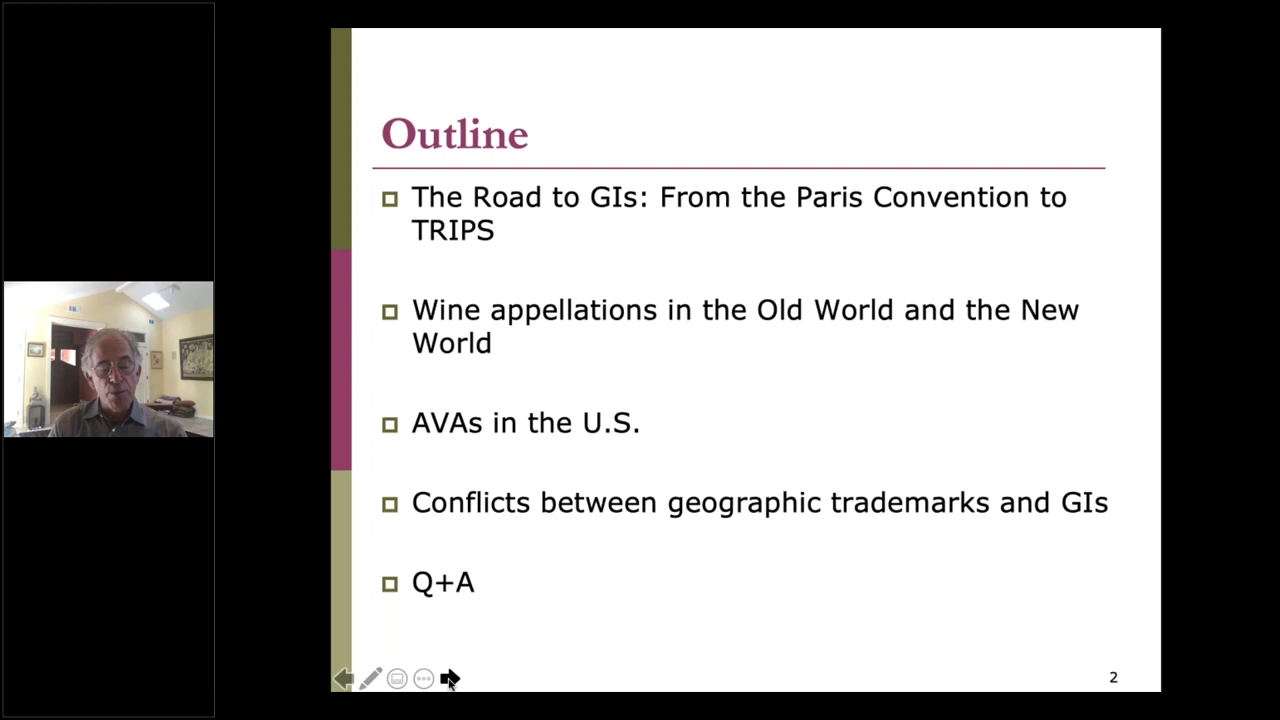 Outline
The Road to GIs: From the Paris Convention to
TRIPS
Wine appellations in the Old World and the New
World
AVAs in the U.S.
Conflicts between geographic trademarks and GIs
Q+A
2